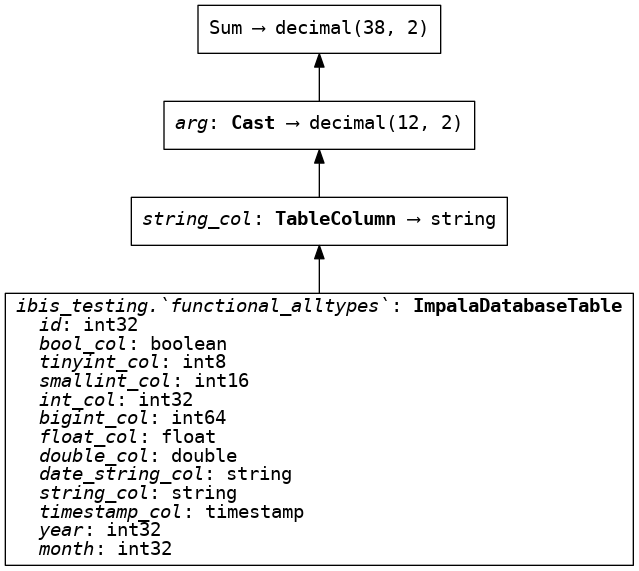 Sum → decimal(38, 2)
arg: Cast → decimal(12, 2)
string_col: TableColumn → string
ibis_testing.`functional_alltypes`: ImpalaDatabaseTable
id: int32
bool_col: boolean
tinyint_col: int8
smallint_col: int16
int_col: int32
bigint_col: int64
float_col: float
double_col: double
date_string_col: string
string_col: string
timestamp_col: timestamp
year: int32
month: int32